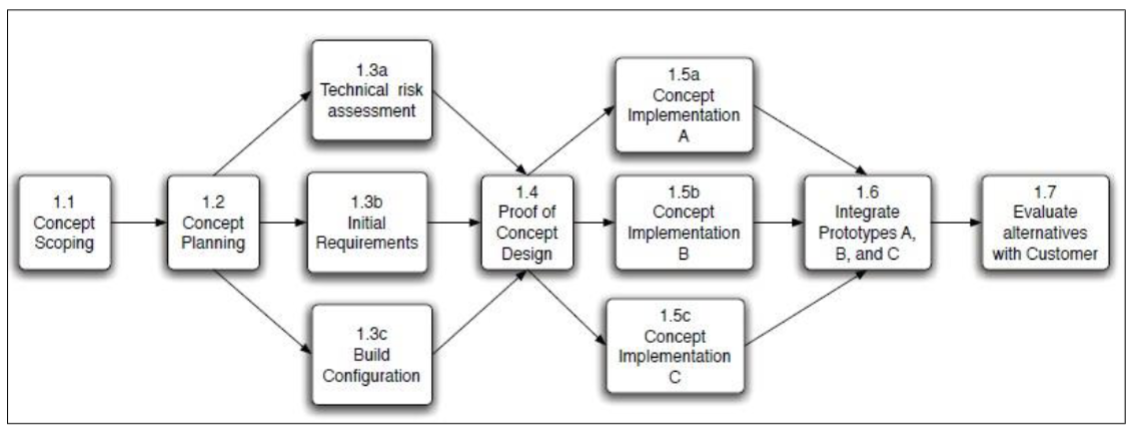 1.1
Concept
Scoping
1.2
Concept
Planning
1.3a
Technical risk
assessment
1.3b
Initial
Requirements
1.3c
Build
Configuration
1.4
Proof of
Concept
Design
1.5a
Concept
Implementation
A
1.5b
Concept
Implementation
B
1.5c
Concept
Implementation
C
1.6
Integrate
Prototypes A,
B, and C
1.7
Evaluate
alternatives
with Customer